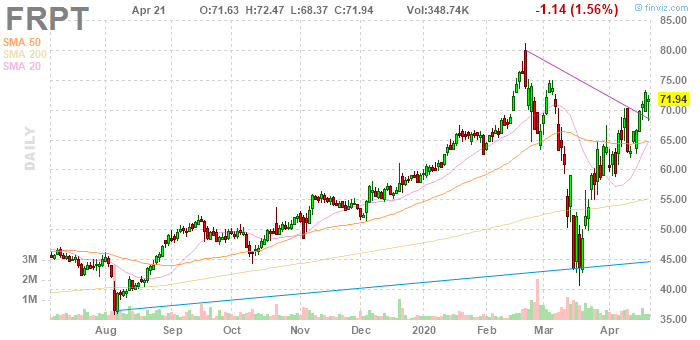 FRPT
Apr 21 O:71.63 H:72.47 L:68.37 C:71.94 Vol:348.74K -1.14 (1.56%)
© finviz.com
SMA 50
SMA 200
SMA 20
DAILY
85.00
80.00
75.00
71.94
70.00
65.00
60.00
55.00
50.00
45.00
40.00
35.00
3M
2M
1M
Aug Sep Oct Nov Dec 2020 Feb Mar Apr